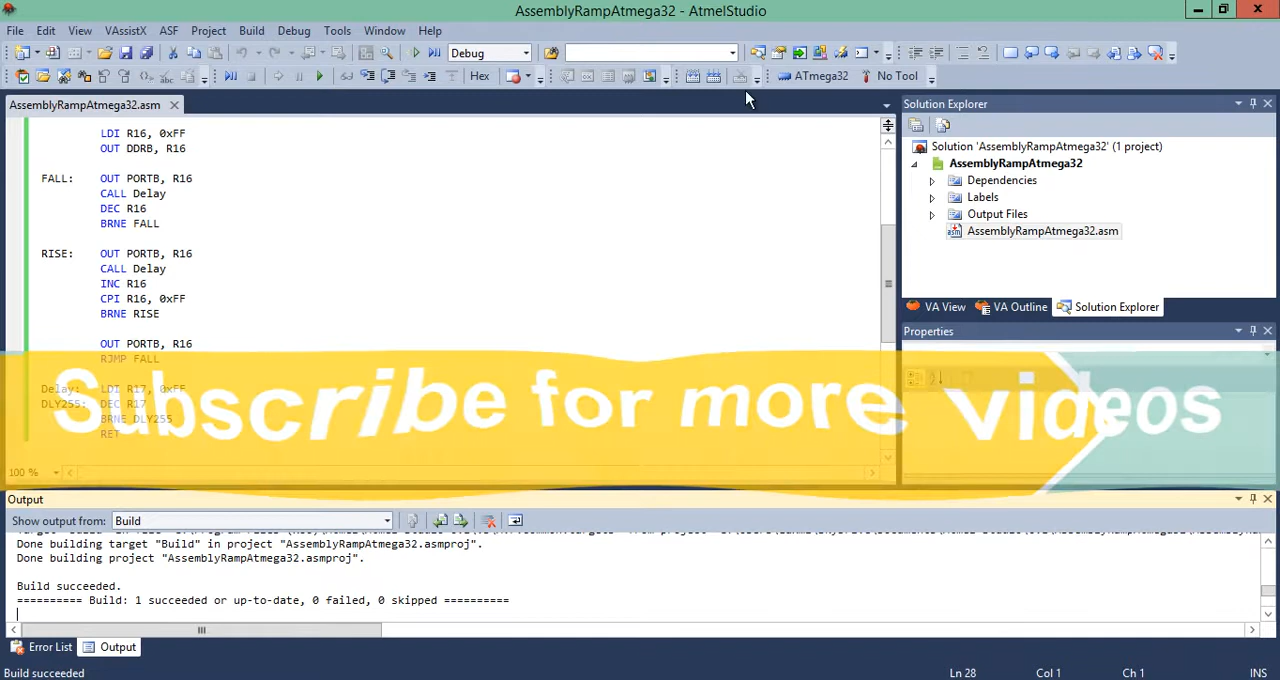 AssemblyRampAtmega32 - AtmelStudio
File Edit View VAssistX ASF Project Build Debug Tools Window Help
Debug
Hex ATmega32 No Tool
AssemblyRampAtmega32.asm
LDI R16, 0xFF
OUT DDRB, R16
FALL: OUT PORTB, R16
CALL Delay
DEC R16
BRNE FALL
RISE: OUT PORTB, R16
CALL Delay
INC R16
CPI R16, 0xFF
BRNE RISE
OUT PORTB, R16
RJMP FALL
Delay: LDI R17, 0xFF
DLY255: DEC R17
BRNE DLY255
RET
100 %
Subscribe for more videos
Solution Explorer
Solution 'AssemblyRampAtmega32' (1 project)
AssemblyRampAtmega32
Dependencies
Labels
Output Files
AssemblyRampAtmega32.asm
VA View VA Outline Solution Explorer
Properties
Output
Show output from: Build
Done building target "Build" in project "AssemblyRampAtmega32.asmproj".
Done building project "AssemblyRampAtmega32.asmproj".
Build succeeded.
========== Build: 1 succeeded or up-to-date, 0 failed, 0 skipped ==========
Error List Output
Build succeeded Ln 28 Col 1 Ch 1 INS